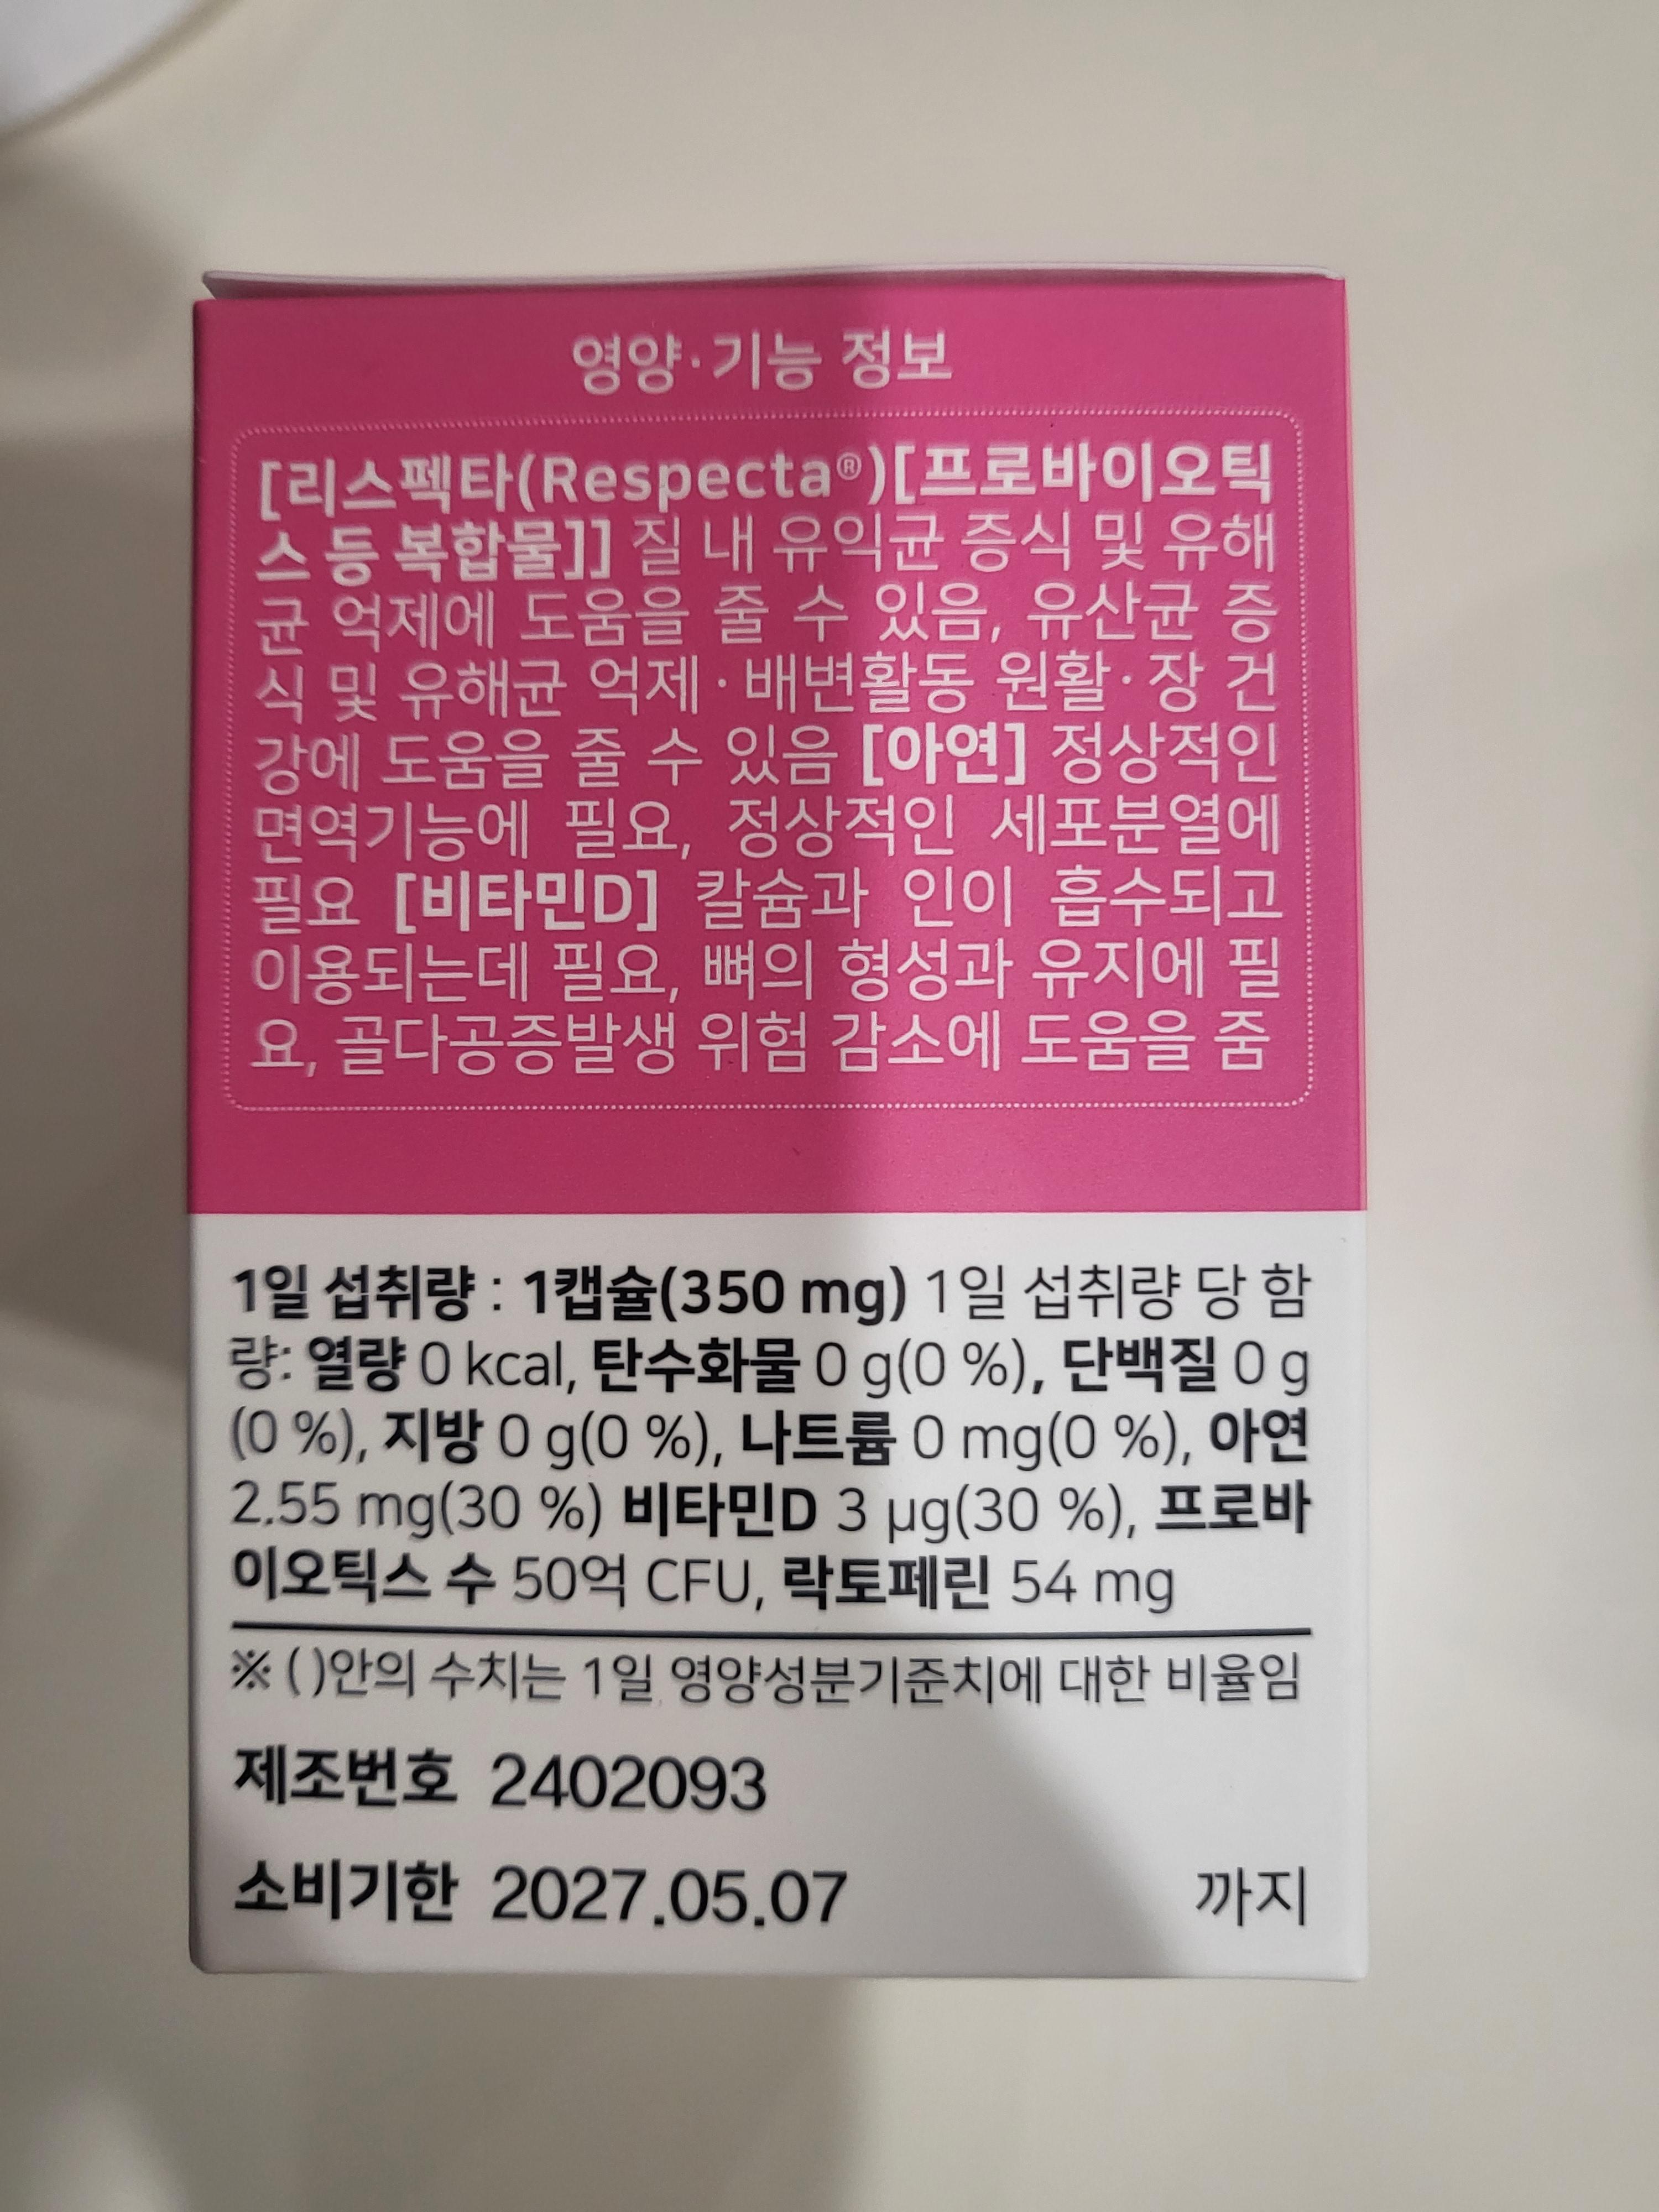 영양·기능 정보
[리스펙타(Respecta®)[프로바이오틱
스 등 복합물]] 질 내 유익균 증식 및 유해
균 억제에 도움을 줄 수 있음, 유산균 증
식 및 유해균 억제·배변활동 원활·장 건
강에 도움을 줄 수 있음 [아연] 정상적인
면역기능에 필요, 정상적인 세포분열에
필요 [비타민D] 칼슘과 인이 흡수되고
이용되는데 필요, 뼈의 형성과 유지에 필
요, 골다공증발생 위험 감소에 도움을 줌
1일 섭취량 : 1캡슐(350 mg) 1일 섭취량 당 함
량: 열량 0 kcal, 탄수화물 0 g(0 %), 단백질 0 g
(0 %), 지방 0 g(0 %), 나트륨 0 mg(0 %), 아연
2.55 mg(30 %) 비타민D 3 µg(30 %), 프로바
이오틱스 수 50억 CFU, 락토페린 54 mg
※ ( )안의 수치는 1일 영양성분기준치에 대한 비율임
제조번호 2402093
소비기한 2027.05.07 까지